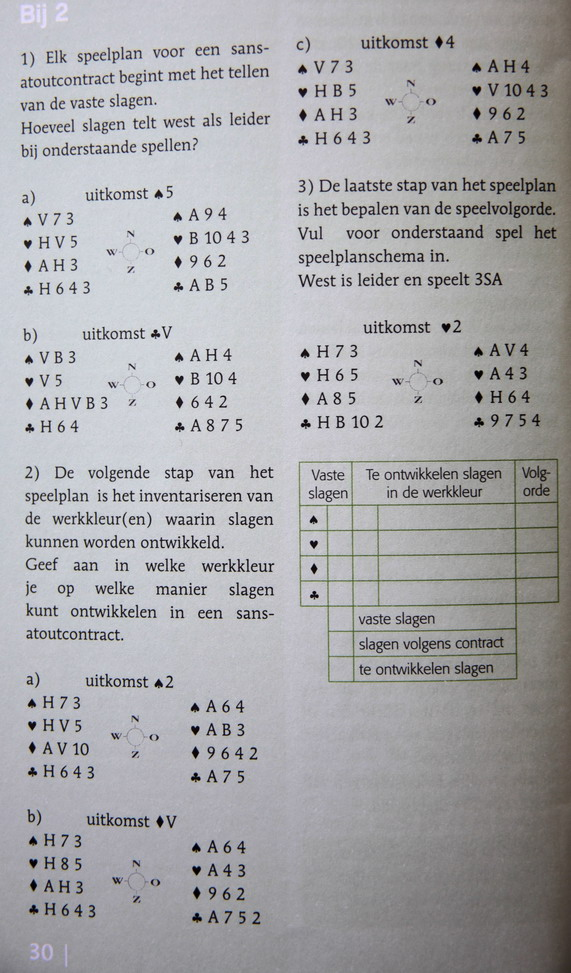 Bij 2
1) Elk speelplan voor een sans-
atoutcontract begint met het tellen
van de vaste slagen.
Hoeveel slagen telt west als leider
bij onderstaande spellen?
a) uitkomst ♠5
♠ V 7 3 ♠ A 9 4
♥ H V 5 N ♥ B 10 4 3
♦ A H 3 W O ♦ 9 6 2
♣ H 6 4 3 Z ♣ A B 5
b) uitkomst ♣V
♠ V B 3 ♠ A H 4
♥ V 5 N ♥ B 10 4
♦ A H V B 3 W O ♦ 6 4 2
♣ H 6 4 Z ♣ A 8 7 5
2) De volgende stap van het
speelplan is het inventariseren van
de werkkleur(en) waarin slagen
kunnen worden ontwikkeld.
Geef aan in welke werkkleur
je op welke manier slagen
kunt ontwikkelen in een sans-
atoutcontract.
a) uitkomst ♠2
♠ H 7 3 ♠ A 6 4
♥ H V 5 N ♥ A B 3
♦ A V 10 W O ♦ 9 6 4 2
♣ H 6 4 3 Z ♣ A 7 5
b) uitkomst ♦V
♠ H 7 3 ♠ A 6 4
♥ H 8 5 N ♥ A 4 3
♦ A H 3 W O ♦ 9 6 2
♣ H 6 4 3 Z ♣ A 7 5 2
c) uitkomst ♦4
♠ V 7 3 ♠ A H 4
♥ H B 5 N ♥ V 10 4 3
♦ A H 3 W O ♦ 9 6 2
♣ H 6 4 3 Z ♣ A 7 5
3) De laatste stap van het speelplan
is het bepalen van de speelvolgorde.
Vul voor onderstaand spel het
speelplanschema in.
West is leider en speelt 3SA
uitkomst ♥2
♠ H 7 3 ♠ A V 4
♥ H 6 5 N ♥ A 4 3
♦ A 8 5 W O ♦ H 6 4
♣ H B 10 2 Z ♣ 9 7 5 4
Vaste Te ontwikkelen slagen Volg-
slagen in de werkkleur orde
♠
♥
♦
♣
vaste slagen
slagen volgens contract
te ontwikkelen slagen
30 |